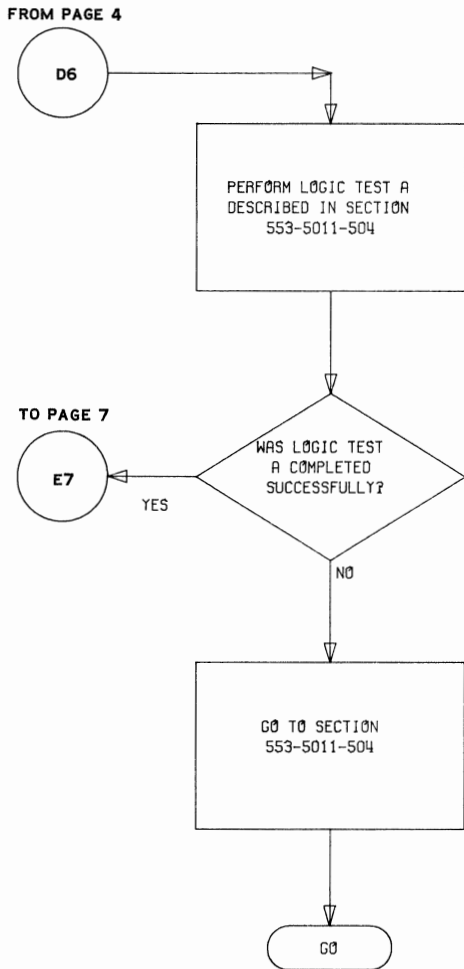 FROM PAGE 4
D6
PERFORM LOGIC TEST A
DESCRIBED IN SECTION
553-5011-504
TO PAGE 7
E7
YES
WAS LOGIC TEST
A COMPLETED
SUCCESSFULLY?
NO
GO TO SECTION
553-5011-504
GO